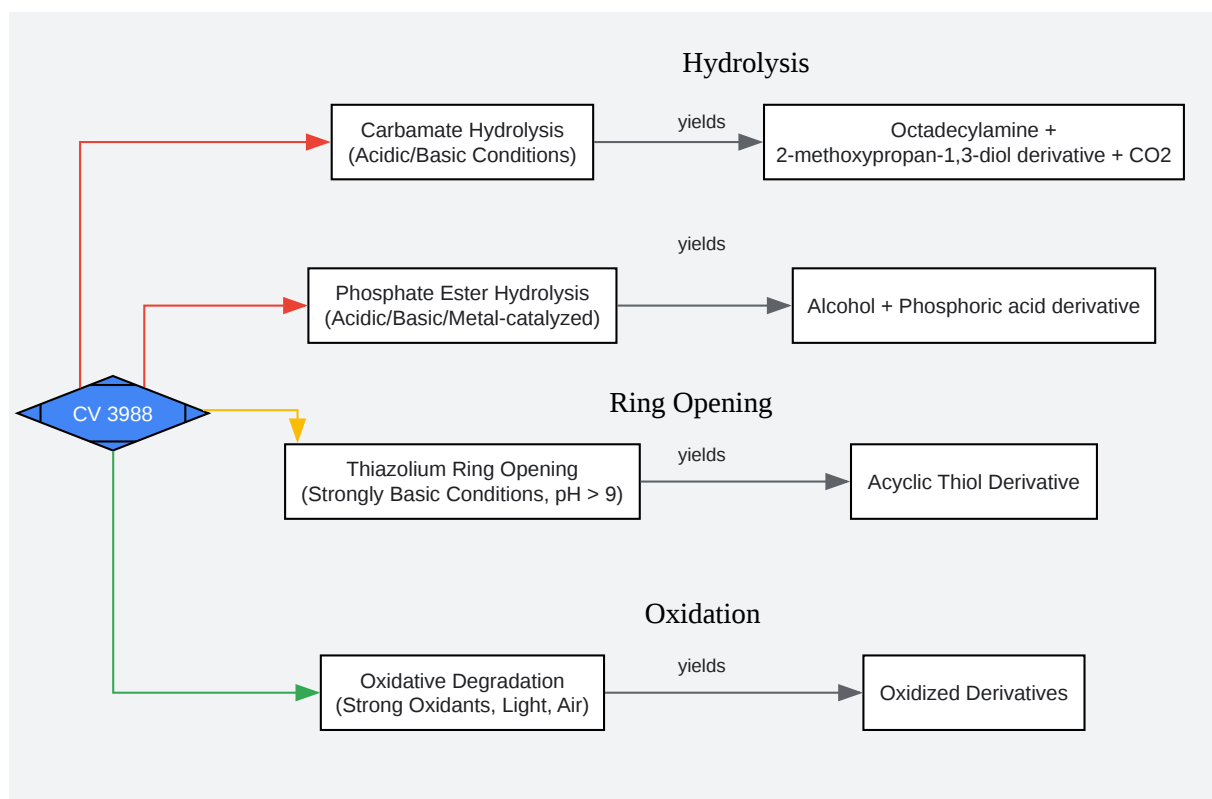 Hydrolysis
Carbamate Hydrolysis
(Acidic/Basic Conditions)
yields
Octadecylamine +
2-methoxypropan-1,3-diol derivative + CO2
Phosphate Ester Hydrolysis
(Acidic/Basic/Metal-catalyzed)
yields
Alcohol + Phosphoric acid derivative
CV 3988
Ring Opening
Thiazolium Ring Opening
(Strongly Basic Conditions, pH > 9)
yields
Acyclic Thiol Derivative
Oxidation
Oxidative Degradation
(Strong Oxidants, Light, Air)
yields
Oxidized Derivatives